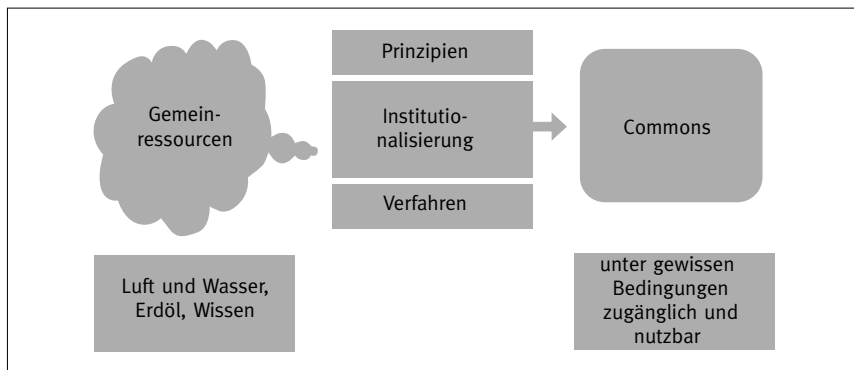 Gemein-
ressourcen
Prinzipien
Institutio-
nalisierung
Verfahren
Commons
Luft und Wasser,
Erdöl, Wissen
unter gewissen
Bedingungen
zugänglich und
nutzbar